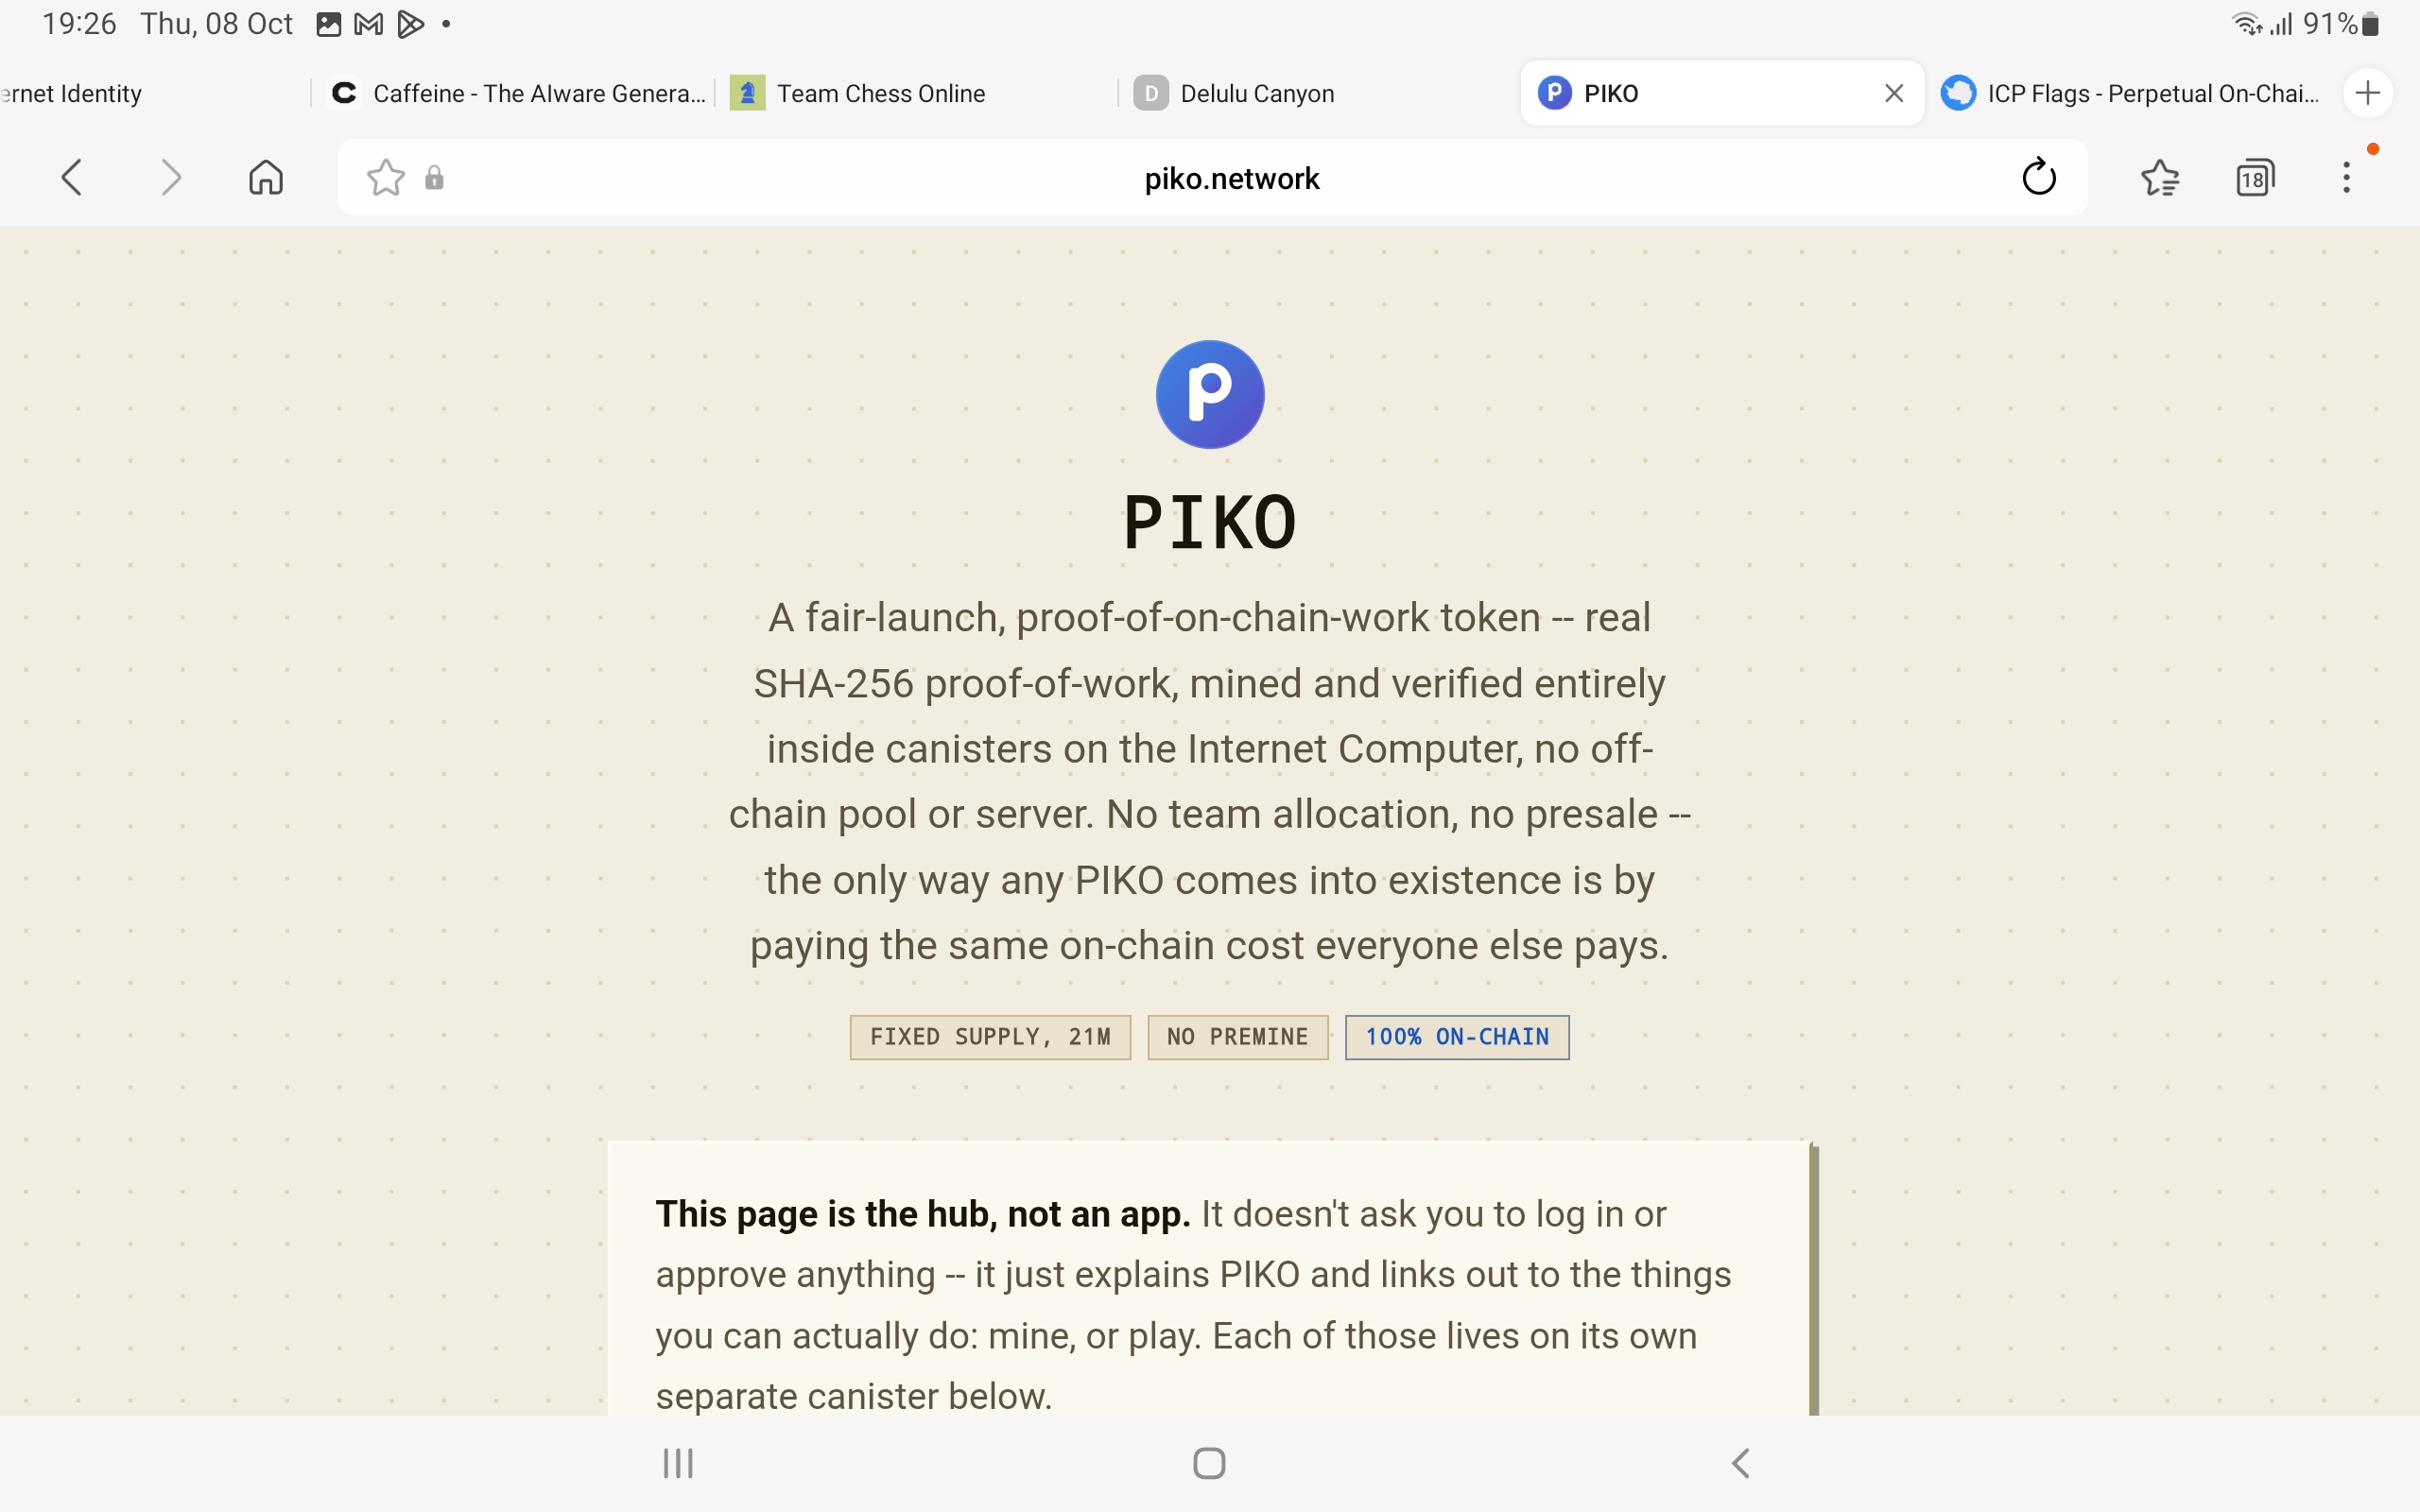 19:26 Thu, 08 Oct
91%
ernet Identity
Caffeine - The AIware Genera...
Team Chess Online
D Delulu Canyon
PIKO
ICP Flags - Perpetual On-Chai...
piko.network
18
P
PIKO
A fair-launch, proof-of-on-chain-work token -- real
SHA-256 proof-of-work, mined and verified entirely
inside canisters on the Internet Computer, no off-
chain pool or server. No team allocation, no presale --
the only way any PIKO comes into existence is by
paying the same on-chain cost everyone else pays.
FIXED SUPPLY, 21M
NO PREMINE
100% ON-CHAIN
This page is the hub, not an app. It doesn't ask you to log in or
approve anything -- it just explains PIKO and links out to the things
you can actually do: mine, or play. Each of those lives on its own
separate canister below.